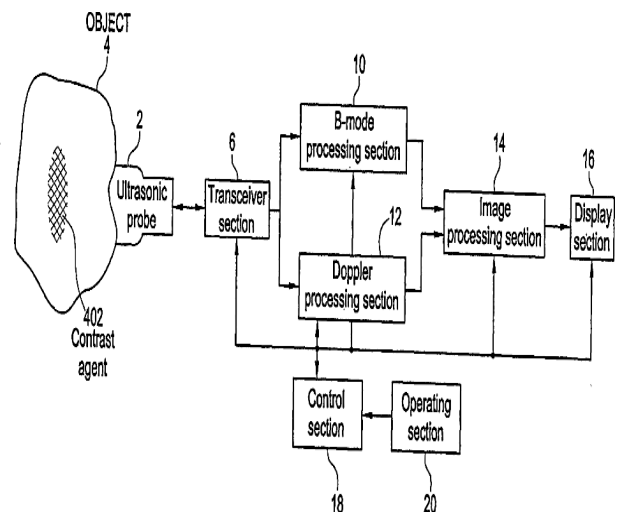 OBJECT
4
2
Ultrasonic
probe
6
Transceiver
section
10
B-mode
processing section
12
Doppler
processing section
14
Image
processing section
16
Display
section
402
Contrast
agent
Control
section
18
Operating
section
20